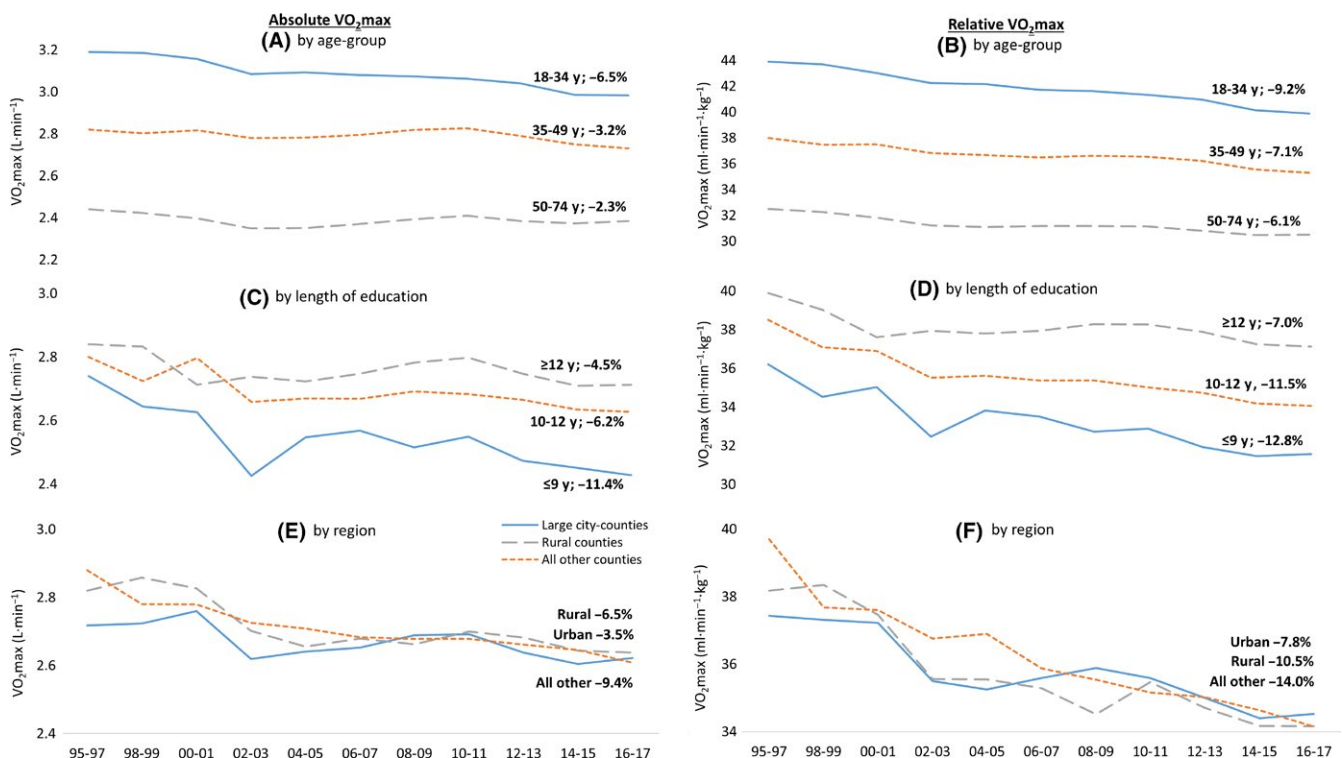 Absolute VO₂max
(A) by age-group
3.2
3.0
2.8
2.6
2.4
2.2
VO₂max (L·min⁻¹)
18-34 y; −6.5%
35-49 y; −3.2%
50-74 y; −2.3%
Relative VO₂max
(B) by age-group
44
42
40
38
36
34
32
30
VO₂max (ml·min⁻¹·kg⁻¹)
18-34 y; −9.2%
35-49 y; −7.1%
50-74 y; −6.1%
(C) by length of education
3.0
2.8
2.6
2.4
VO₂max (L·min⁻¹)
≥12 y; −4.5%
10-12 y; −6.2%
≤9 y; −11.4%
(D) by length of education
40
38
36
34
32
30
VO₂max (ml·min⁻¹·kg⁻¹)
≥12 y; −7.0%
10-12 y, −11.5%
≤9 y; −12.8%
(E) by region
Large city-counties
Rural counties
All other counties
3.0
2.8
2.6
2.4
VO₂max (L·min⁻¹)
Rural −6.5%
Urban −3.5%
All other −9.4%
95-97 98-99 00-01 02-03 04-05 06-07 08-09 10-11 12-13 14-15 16-17
(F) by region
40
38
36
34
VO₂max (ml·min⁻¹·kg⁻¹)
Urban −7.8%
Rural −10.5%
All other −14.0%
95-97 98-99 00-01 02-03 04-05 06-07 08-09 10-11 12-13 14-15 16-17